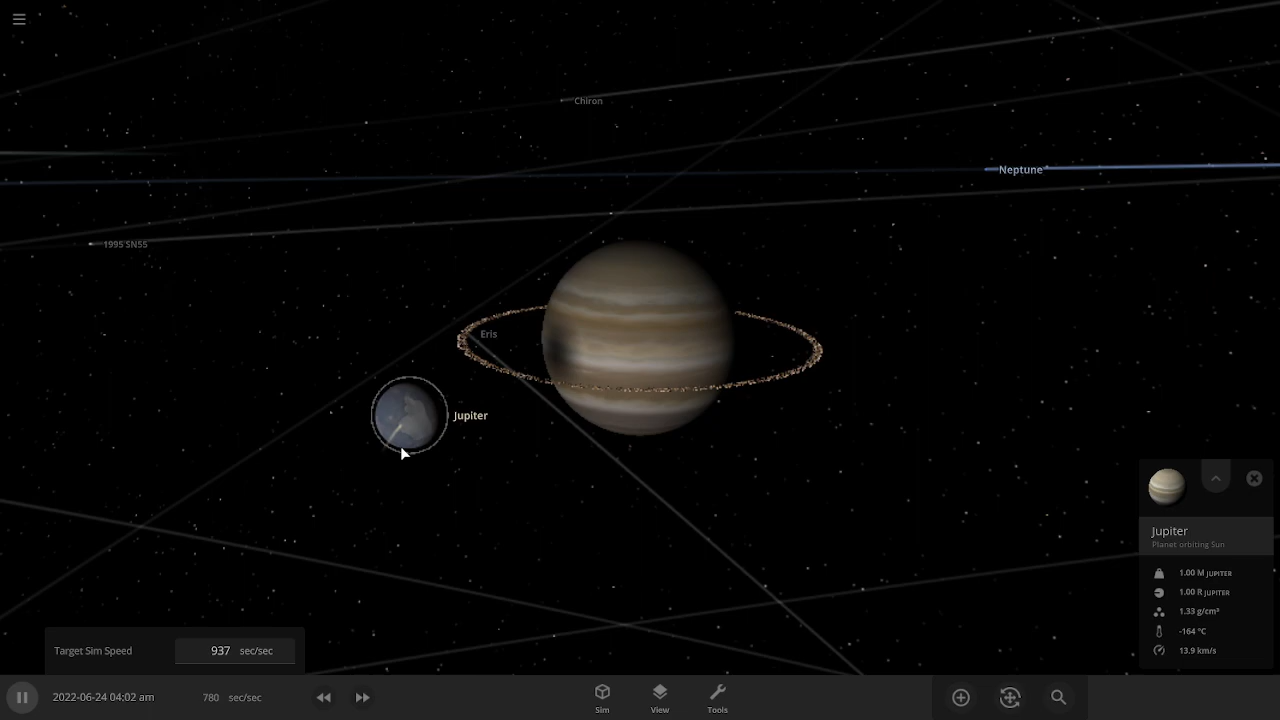 Chiron
Neptune
1995 SN55
Eris
Jupiter
Jupiter
Planet orbiting Sun
1.00 M JUPITER
1.00 R JUPITER
1.33 g/cm³
-164 °C
13.9 km/s
Target Sim Speed 937 sec/sec
2022-06-24 04:02 am 780 sec/sec
Sim View Tools